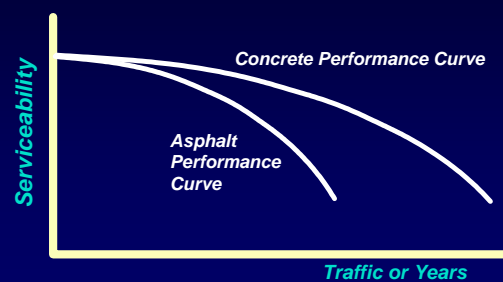 Concrete Performance Curve
Serviceability
Asphalt
Performance
Curve
Traffic or Years